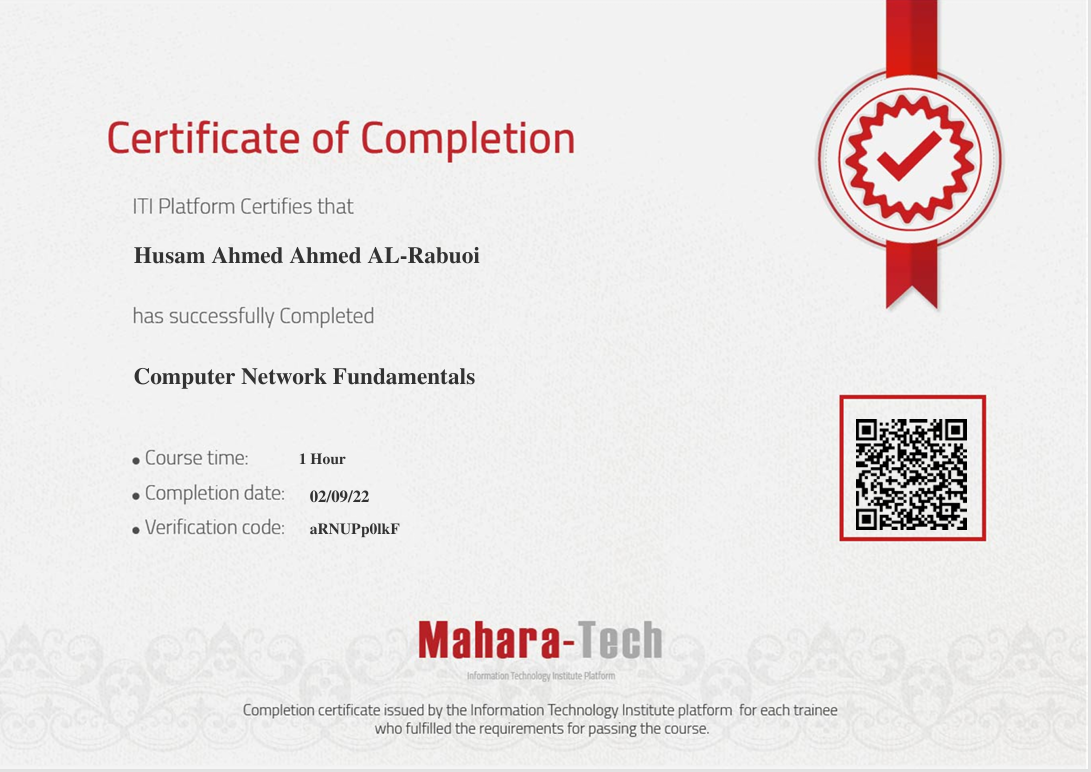 Certificate of Completion
ITI Platform Certifies that
Husam Ahmed Ahmed AL-Rabuoi
has successfully Completed
Computer Network Fundamentals
• Course time: 1 Hour
• Completion date: 02/09/22
• Verification code: aRNUPp0lkF
Mahara-Tech
Information Technology Institute Platform
Completion certificate issued by the Information Technology Institute platform for each trainee
who fulfilled the requirements for passing the course.